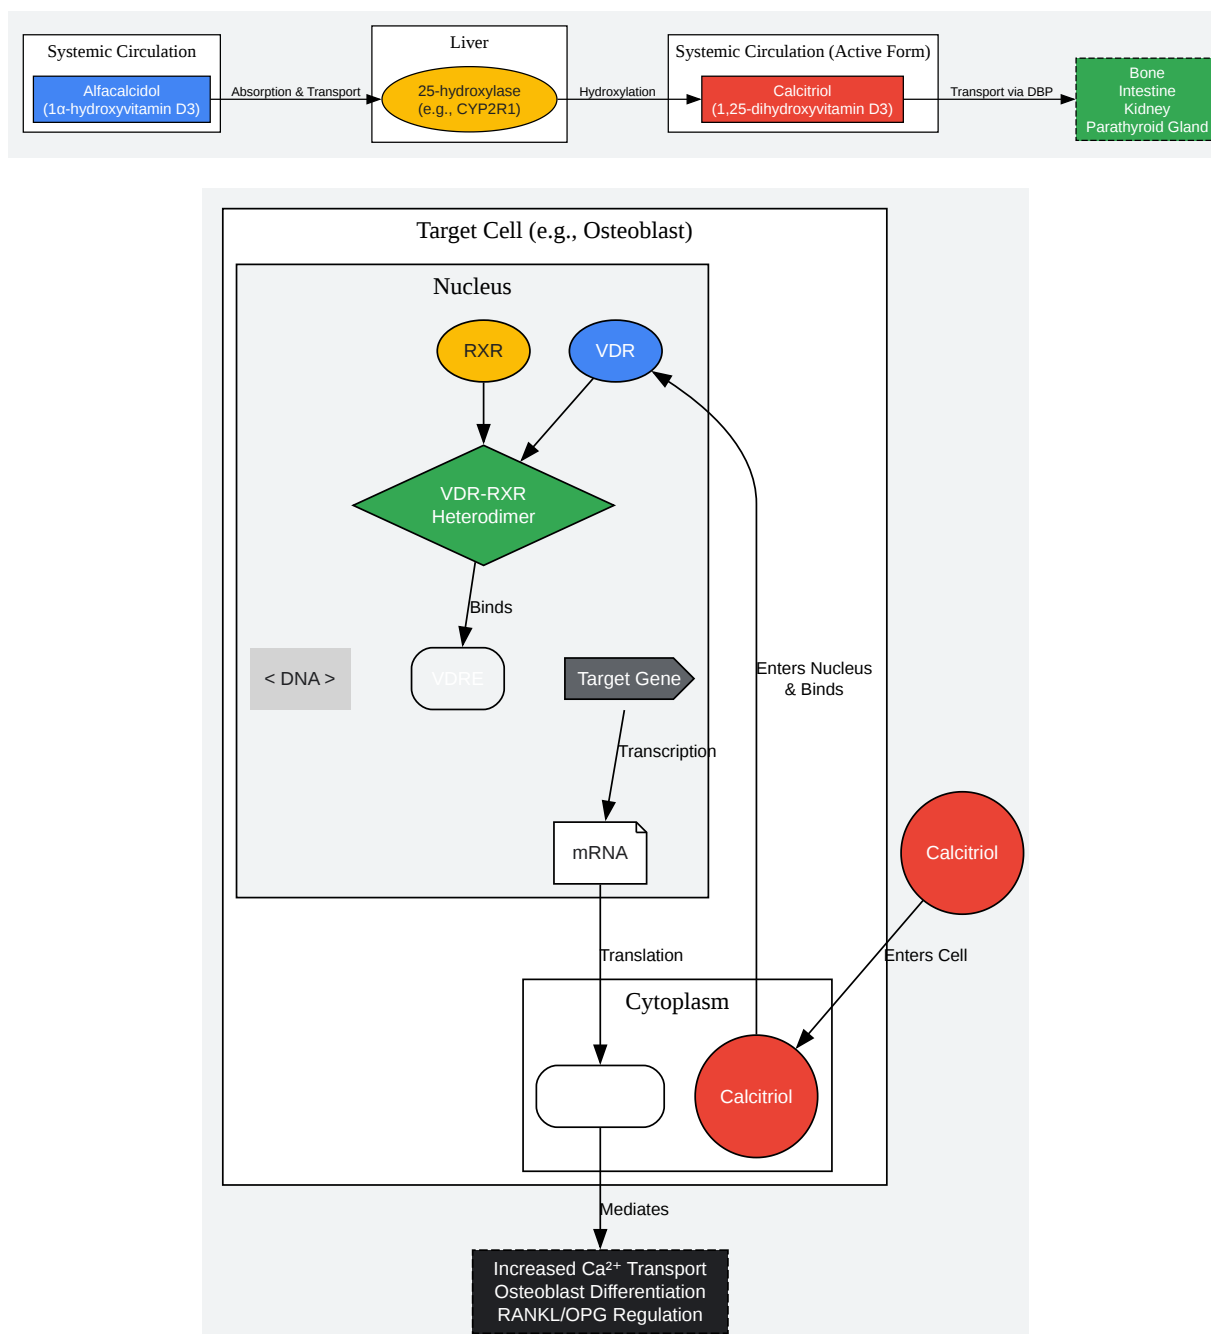 Systemic Circulation
Alfacalcidol
(1α-hydroxyvitamin D3)
Absorption & Transport
Liver
25-hydroxylase
(e.g., CYP2R1)
Hydroxylation
Systemic Circulation (Active Form)
Calcitriol
(1,25-dihydroxyvitamin D3)
Transport via DBP
Bone
Intestine
Kidney
Parathyroid Gland
Target Cell (e.g., Osteoblast)
Nucleus
RXR
VDR
VDR-RXR
Heterodimer
Binds
< DNA >
VDRE
Target Gene
Enters Nucleus
& Binds
Transcription
mRNA
Calcitriol
Translation
Enters Cell
Cytoplasm
Calcitriol
Mediates
Increased Ca²⁺ Transport
Osteoblast Differentiation
RANKL/OPG Regulation